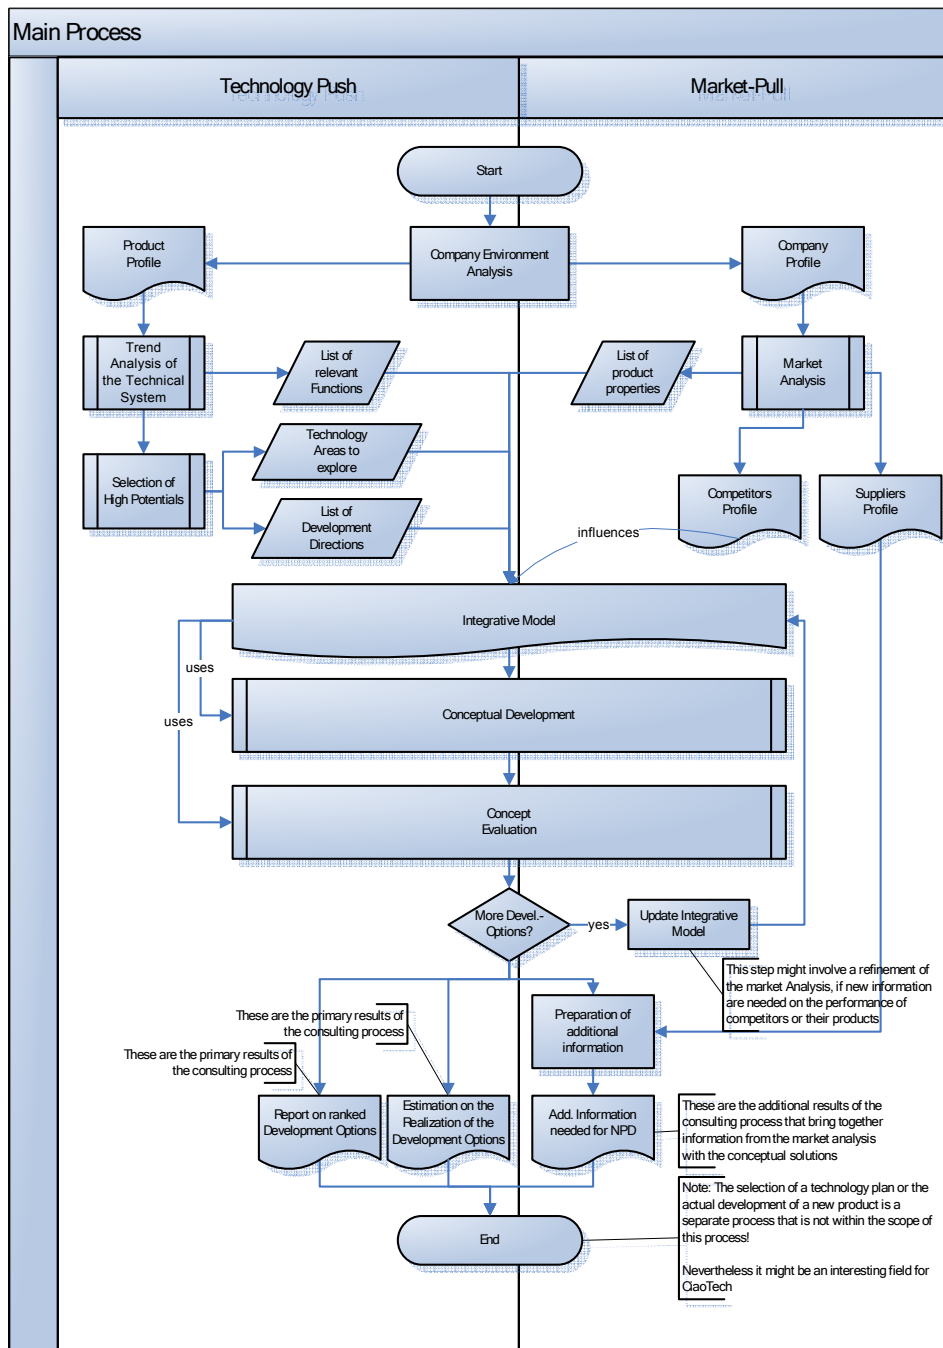 Main Process
Technology Push
Market-Pull
Start
Product
Profile
Company Environment
Analysis
Company
Profile
Trend
Analysis of
the Technical
System
List of
relevant
Functions
List of
product
properties
Market
Analysis
Selection of
High Potentials
Technology
Areas to
explore
List of
Development
Directions
Competitors
Profile
Suppliers
Profile
influences
Integrative Model
uses
uses
Conceptual Development
Concept
Evaluation
More Devel.-
Options?
yes
Update Integrative
Model
This step might involve a refinement of
the market Analysis, if new information
are needed on the performance of
competitors or their products
These are the primary results of
the consulting process
These are the primary results of
the consulting process
Preparation of
additional
information
Report on ranked
Development Options
Estimation on the
Realization of the
Development Options
Add. Information
needed for NPD
These are the additional results of the
consulting process that bring together
information from the market analysis
with the conceptual solutions
Note: The selection of a technology plan or the
actual development of a new product is a
separate process that is not within the scope of
this process!
Nevertheless it might be an interesting field for
CiaoTech
End